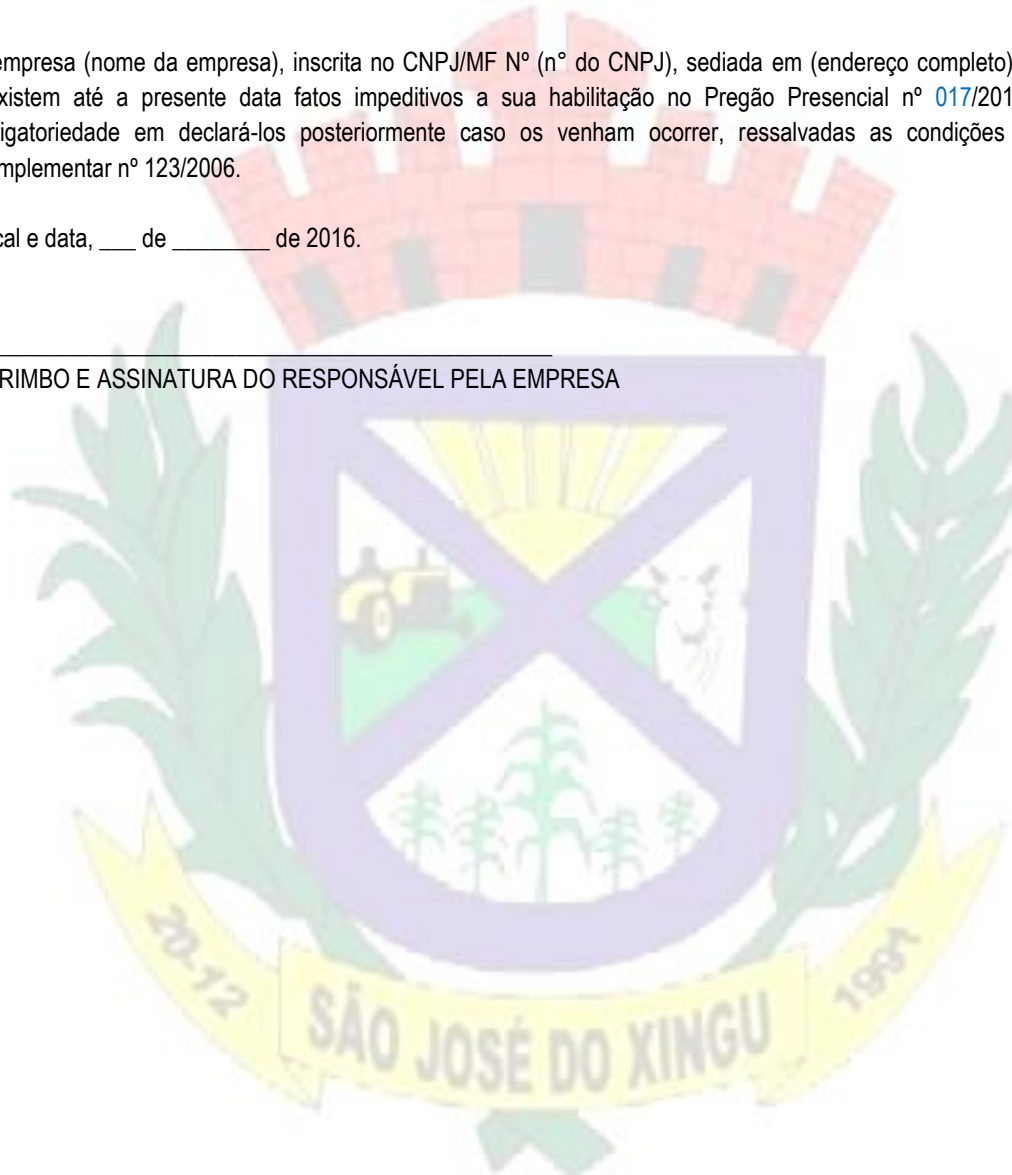 empresa (nome da empresa), inscrita no CNPJ/MF Nº (n° do CNPJ), sediada em (endereço completo)
xistem até a presente data fatos impeditivos a sua habilitação no Pregão Presencial nº 017/201
igatoriedade em declará-los posteriormente caso os venham ocorrer, ressalvadas as condições
mplementar nº 123/2006.
cal e data, ___ de ________ de 2016.
RIMBO E ASSINATURA DO RESPONSÁVEL PELA EMPRESA
20-12
SÃO JOSÉ DO XINGU
1991